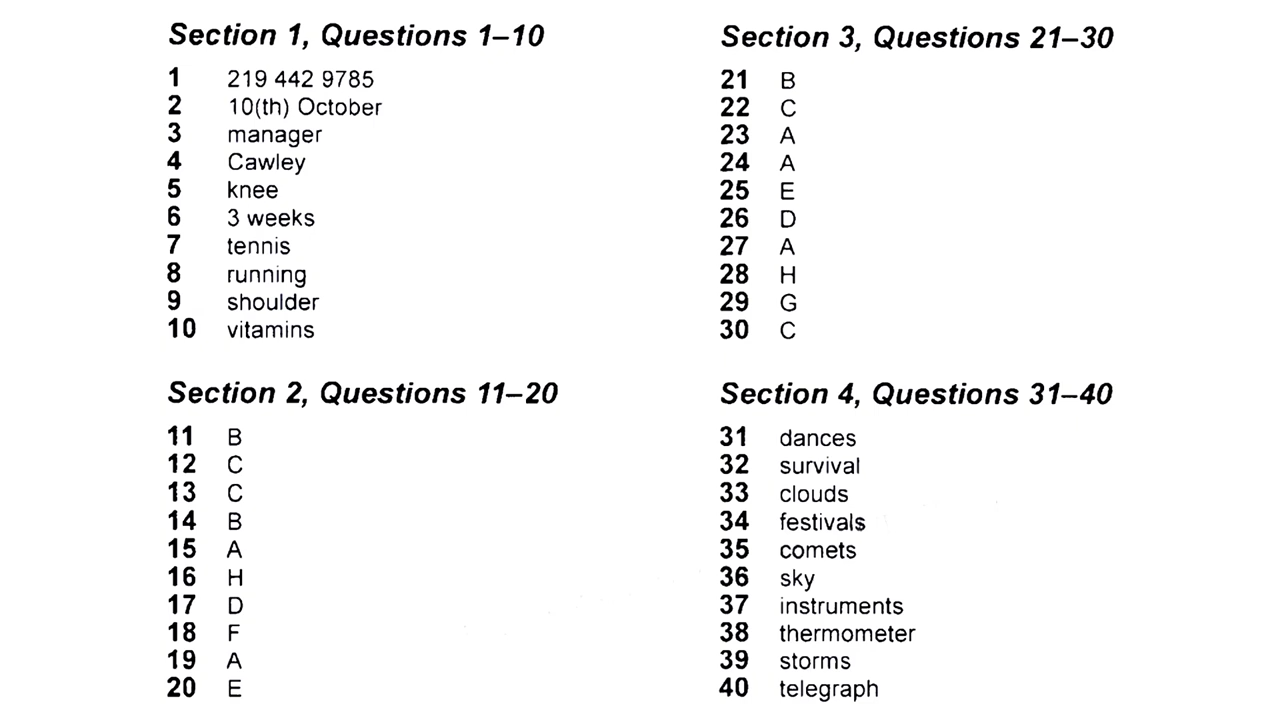 Section 1, Questions 1–10
1 219 442 9785
2 10(th) October
3 manager
4 Cawley
5 knee
6 3 weeks
7 tennis
8 running
9 shoulder
10 vitamins
Section 2, Questions 11–20
11 B
12 C
13 C
14 B
15 A
16 H
17 D
18 F
19 A
20 E
Section 3, Questions 21–30
21 B
22 C
23 A
24 A
25 E
26 D
27 A
28 H
29 G
30 C
Section 4, Questions 31–40
31 dances
32 survival
33 clouds
34 festivals
35 comets
36 sky
37 instruments
38 thermometer
39 storms
40 telegraph